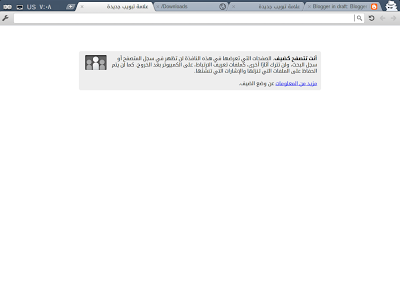 US ٧:٠٨
علامة تبويب جديدة
Downloads/
علامة تبويب جديدة
Blogger in draft: Blogger
أنت تتصفح كضيف. الصفحات التي تعرضها في هذه النافذة لن تظهر في سجل المتصفح أو
سجل البحث، ولن تترك آثارًا أخرى، كملفات تعريف الارتباط، على الكمبيوتر بعد الخروج. كما لن يتم
الحفاظ على الملفات التي تنزلها والإشارات التي تنشئها.
مزيد من المعلومات عن وضع الضيف.